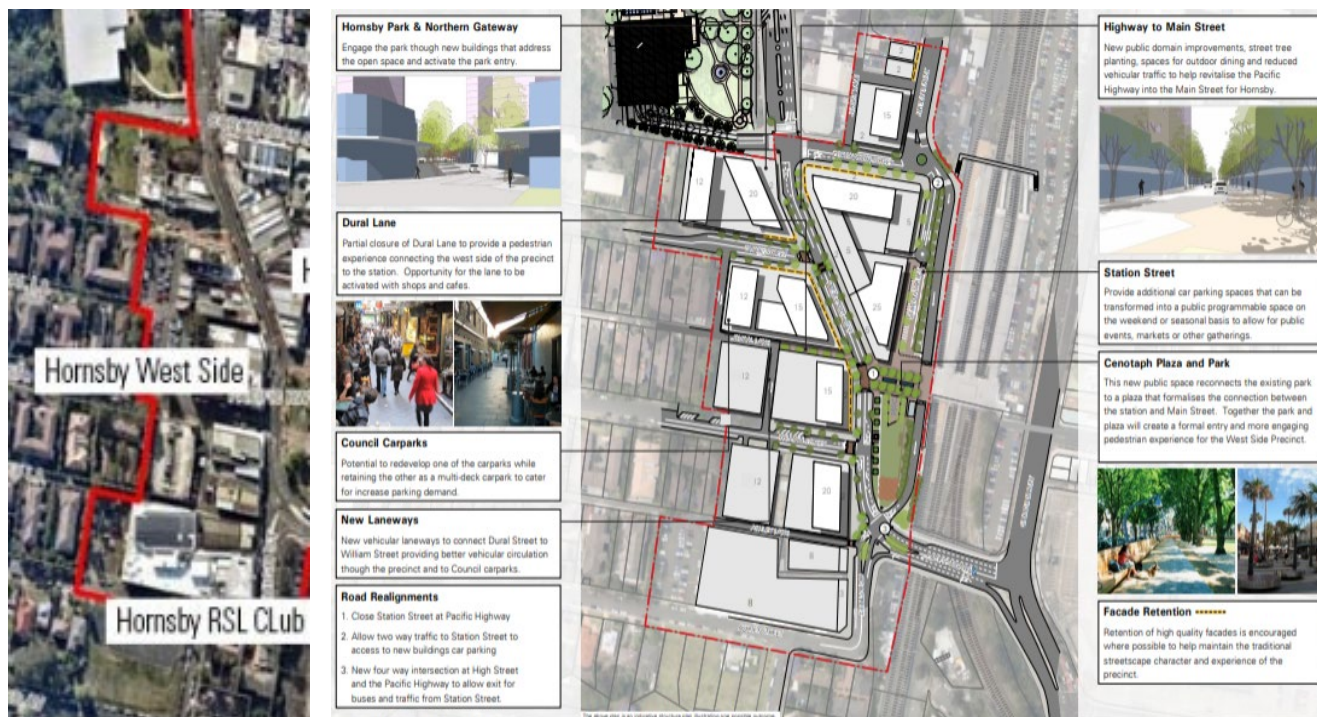 Hornsby West Side
H
Hornsby RSL CLub
Hornsby Park & Northern Gateway
Engage the park though new buildings that address
the open space and activate the park entry.
Dural Lane
Partial closure of Dural Lane to provide a pedestrian
experience connecting the west side of the precinct
to the station. Opportunity for the lane to be
activated with shops and cafes.
Council Carparks
Potential to redevelop one of the carparks while
retaining the other as a multi-deck carpark to cater
for increase parking demand.
New Laneways
New vehicular laneways to connect Dural Street to
William Street providing better vehicular circulation
though the precinct and to Council carparks.
Road Realignments
1. Close Station Street at Pacific Highway
2. Allow two way traffic to Station Street to
access to new buildings car parking
3. New four way intersection at High Street
and the Pacific Highway to allow exit for
buses and traffic from Station Street.
15
12
20
20
5
12
15
25
12
15
12
20
8
8
Highway to Main Street
New public domain improvements, street tree
planting, spaces for outdoor dining and reduced
vehicular traffic to help revitalise the Pacific
Highway into the Main Street for Hornsby.
Station Street
Provide additional car parking spaces that can be
transformed into a public programmable space on
the weekend or seasonal basis to allow for public
events, markets or other gatherings.
Cenotaph Plaza and Park
This new public space reconnects the existing park
to a plaza that formalises the connection between
the station and Main Street. Together the park and
plaza will create a formal entry and more engaging
pedestrian experience for the West Side Precinct.
Facade Retention
Retention of high quality facades is encouraged
where possible to help maintain the traditional
streetscape character and experience of the
precinct.